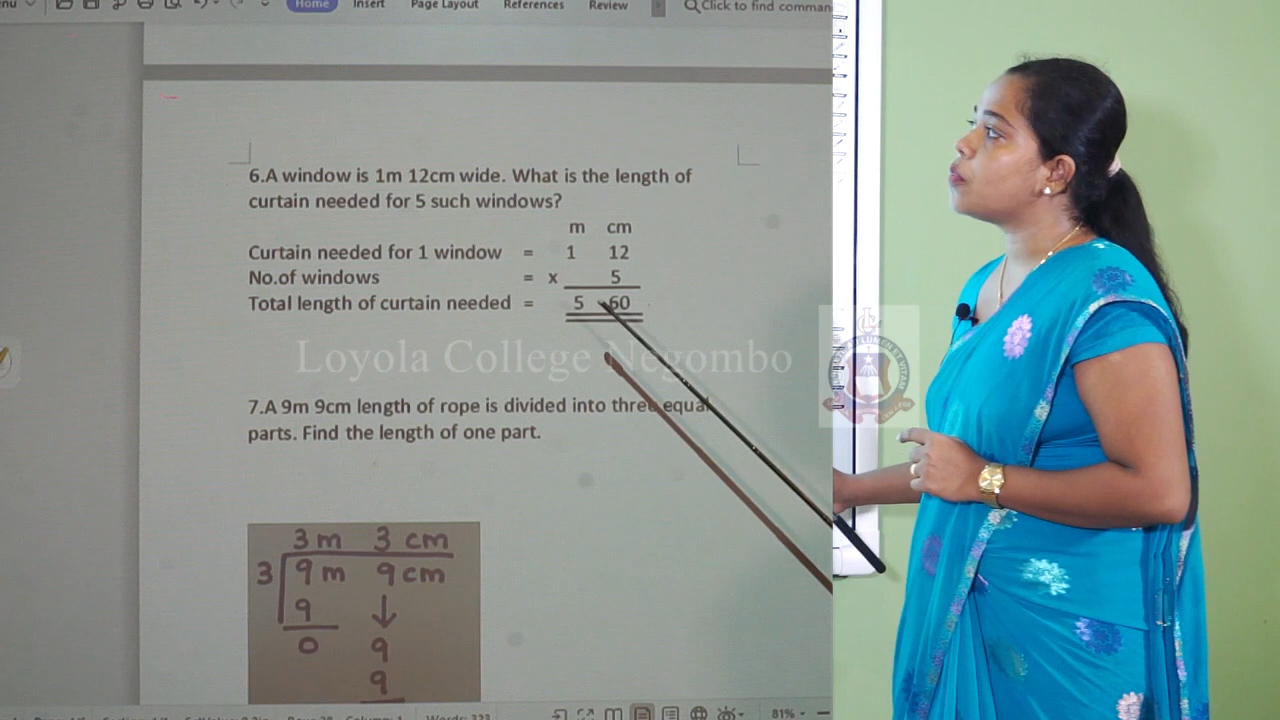 Home Insert Page Layout References Review Click to find comman
6.A window is 1m 12cm wide. What is the length of
curtain needed for 5 such windows?
m cm
Curtain needed for 1 window = 1 12
No.of windows = x 5
Total length of curtain needed = 5 60
Loyola College Negombo
7.A 9m 9cm length of rope is divided into three equal
parts. Find the length of one part.
3 m 3 cm
3 9 m 9 cm
9 ↓
0 9
9
81%